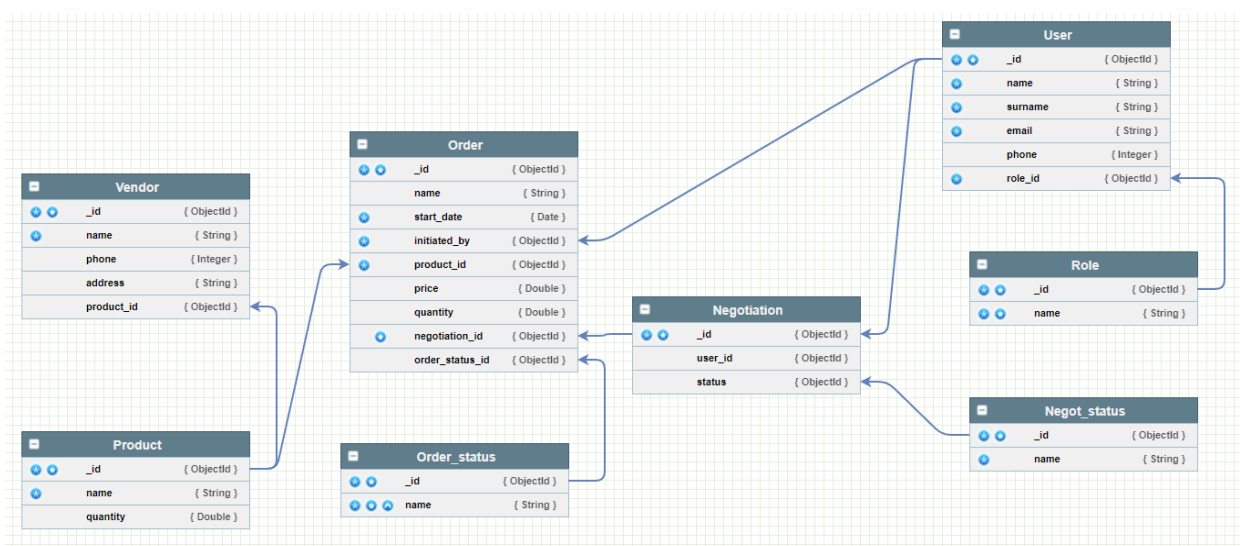 User
_id { ObjectId }
name { String }
surname { String }
email { String }
phone { Integer }
role_id { ObjectId }
Order
_id { ObjectId }
name { String }
start_date { Date }
initiated_by { ObjectId }
product_id { ObjectId }
price { Double }
quantity { Double }
negotiation_id { ObjectId }
order_status_id { ObjectId }
Vendor
_id { ObjectId }
name { String }
phone { Integer }
address { String }
product_id { ObjectId }
Role
_id { ObjectId }
name { String }
Negotiation
_id { ObjectId }
user_id { ObjectId }
status { ObjectId }
Negot_status
_id { ObjectId }
name { String }
Product
_id { ObjectId }
name { String }
quantity { Double }
Order_status
_id { ObjectId }
name { String }